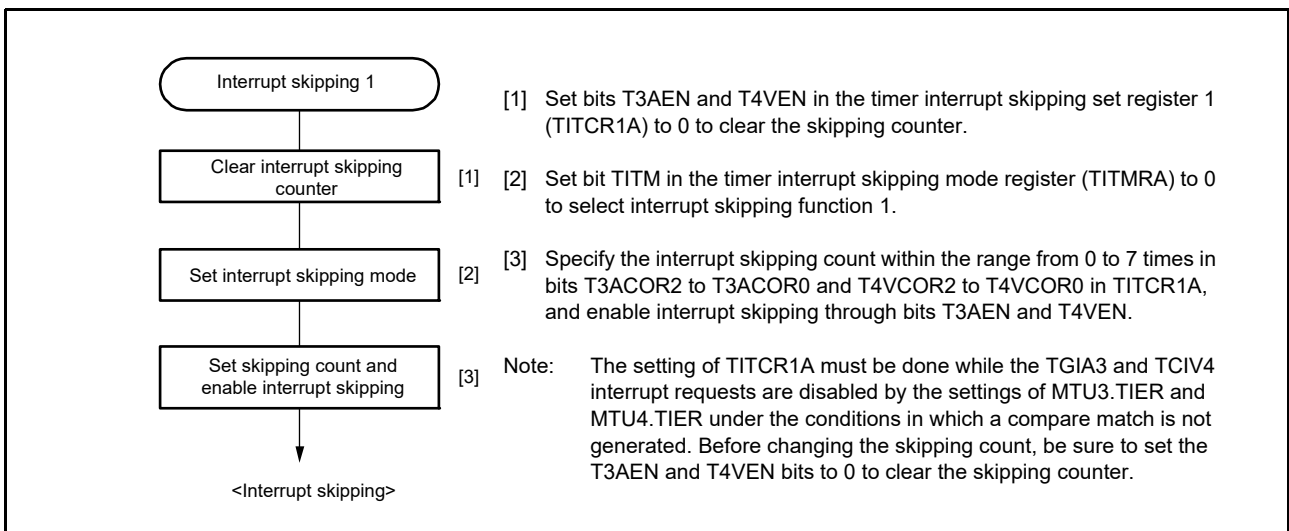 Interrupt skipping 1
Clear interrupt skipping
counter
[1]
Set interrupt skipping mode
[2]
Set skipping count and
enable interrupt skipping
[3]
<Interrupt skipping>
[1] Set bits T3AEN and T4VEN in the timer interrupt skipping set register 1
(TITCR1A) to 0 to clear the skipping counter.
[2] Set bit TITM in the timer interrupt skipping mode register (TITMRA) to 0
to select interrupt skipping function 1.
[3] Specify the interrupt skipping count within the range from 0 to 7 times in
bits T3ACOR2 to T3ACOR0 and T4VCOR2 to T4VCOR0 in TITCR1A,
and enable interrupt skipping through bits T3AEN and T4VEN.
Note: The setting of TITCR1A must be done while the TGIA3 and TCIV4
interrupt requests are disabled by the settings of MTU3.TIER and
MTU4.TIER under the conditions in which a compare match is not
generated. Before changing the skipping count, be sure to set the
T3AEN and T4VEN bits to 0 to clear the skipping counter.